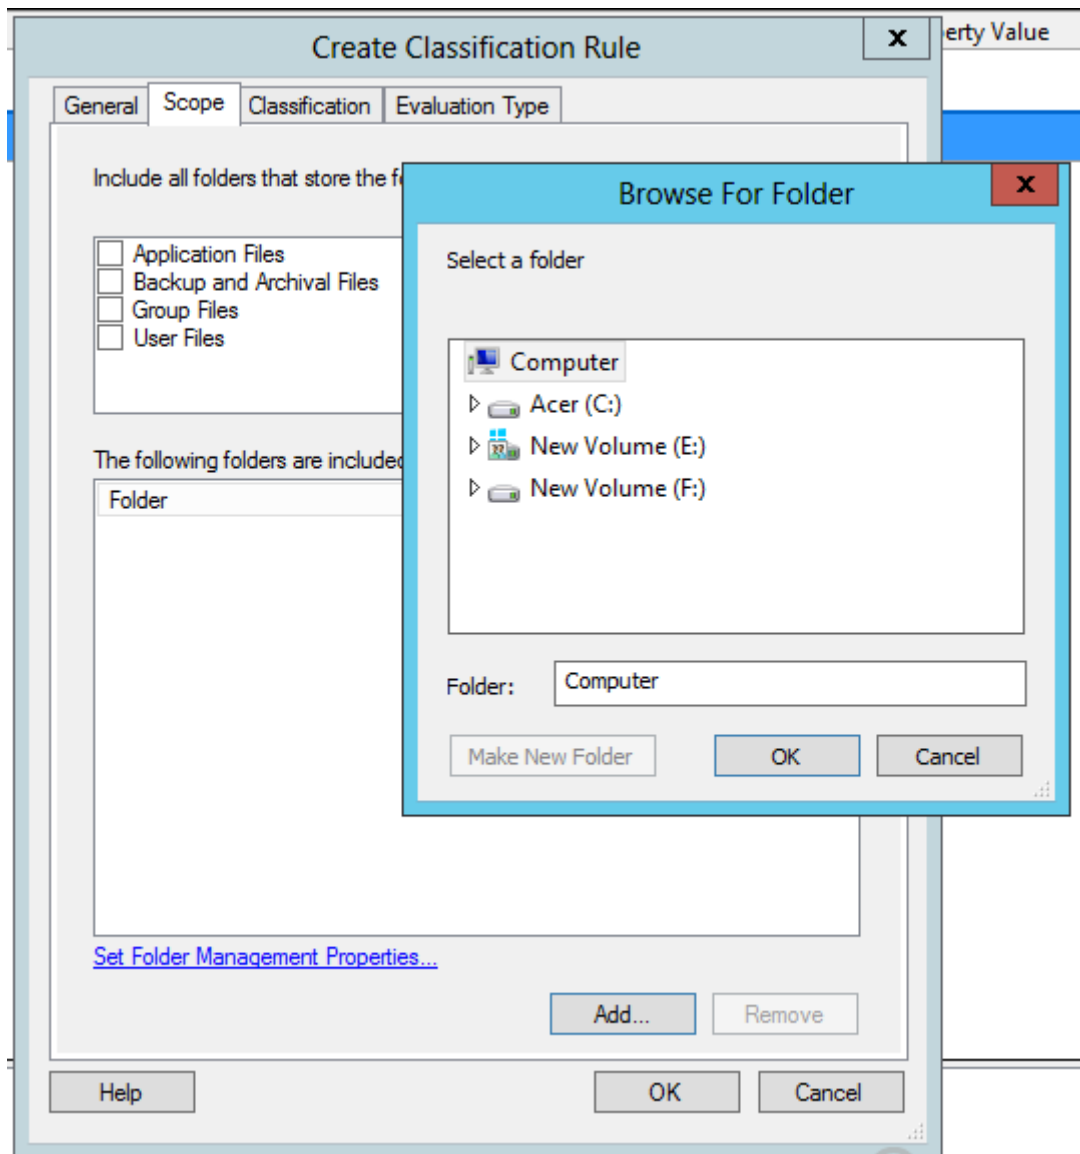 erty Value
Create Classification Rule
x
General
Scope
Classification
Evaluation Type
Include all folders that store the
Application Files
Backup and Archival Files
Group Files
User Files
The following folders are included
Folder
Set Folder Management Properties...
Add...
Remove
Help
OK
Cancel
Browse For Folder
x
Select a folder
Computer
Acer (C:)
New Volume (E:)
New Volume (F:)
Folder:
Computer
Make New Folder
OK
Cancel